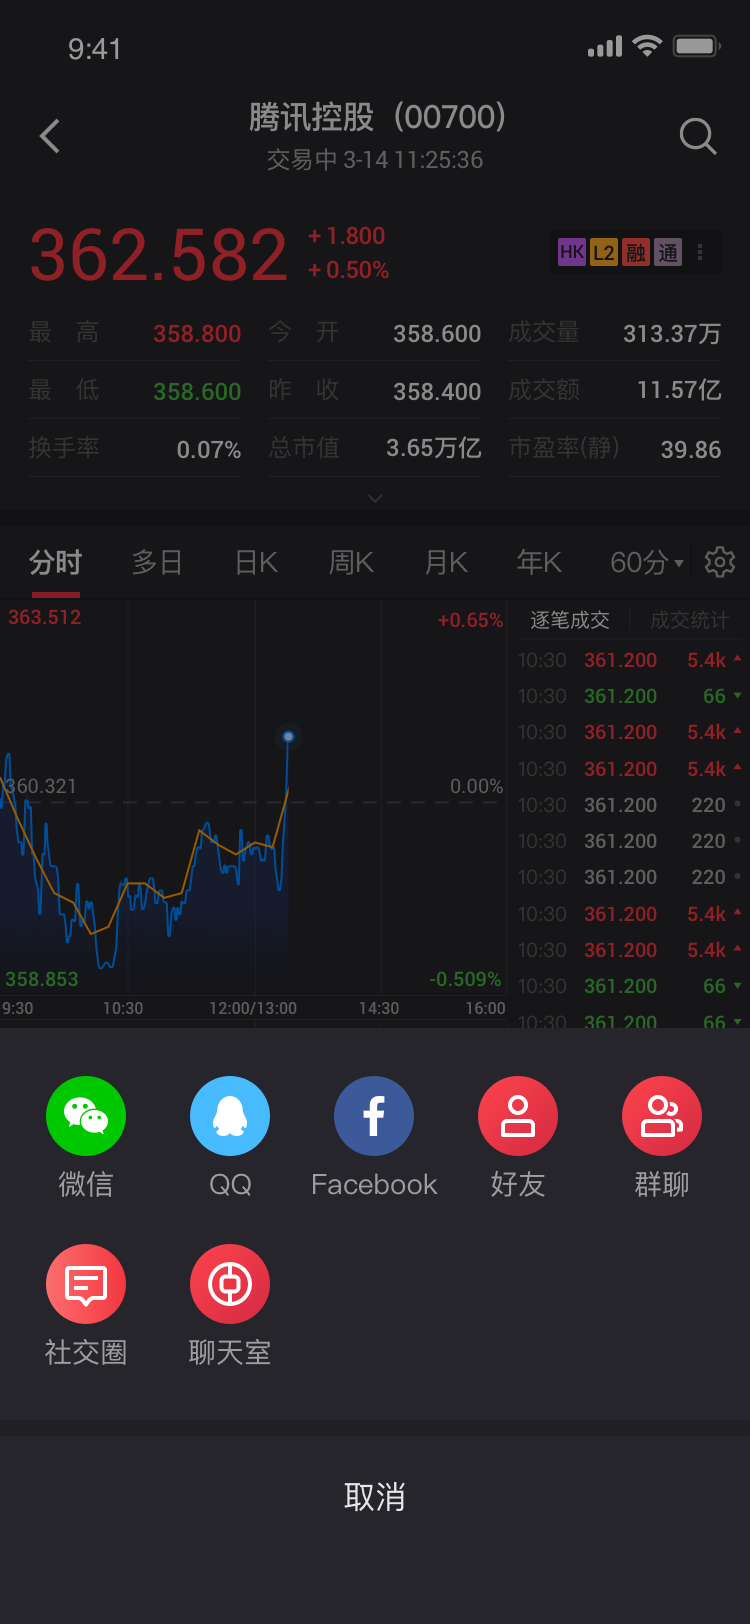 9:41
腾讯控股（00700）
交易中 3-14 11:25:36
362.582
+ 1.800
+ 0.50%
HK L2 融 通
最 高 358.800 今 开 358.600 成交量 313.37万
最 低 358.600 昨 收 358.400 成交额 11.57亿
换手率 0.07% 总市值 3.65万亿 市盈率(静) 39.86
分时 多日 日K 周K 月K 年K 60分
363.512 +0.65%
360.321 0.00%
358.853 -0.509%
9:30 10:30 12:00/13:00 14:30 16:00
逐笔成交 成交统计
10:30 361.200 5.4k
10:30 361.200 66
10:30 361.200 5.4k
10:30 361.200 5.4k
10:30 361.200 220
10:30 361.200 220
10:30 361.200 220
10:30 361.200 5.4k
10:30 361.200 5.4k
10:30 361.200 66
10:30 361.200 66
微信 QQ Facebook 好友 群聊
社交圈 聊天室
取消